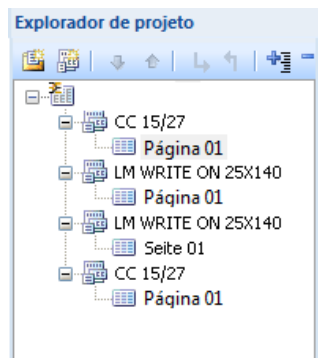 Explorador de projeto
CC 15/27
Página 01
LM WRITE ON 25X140
Página 01
LM WRITE ON 25X140
Seite 01
CC 15/27
Página 01